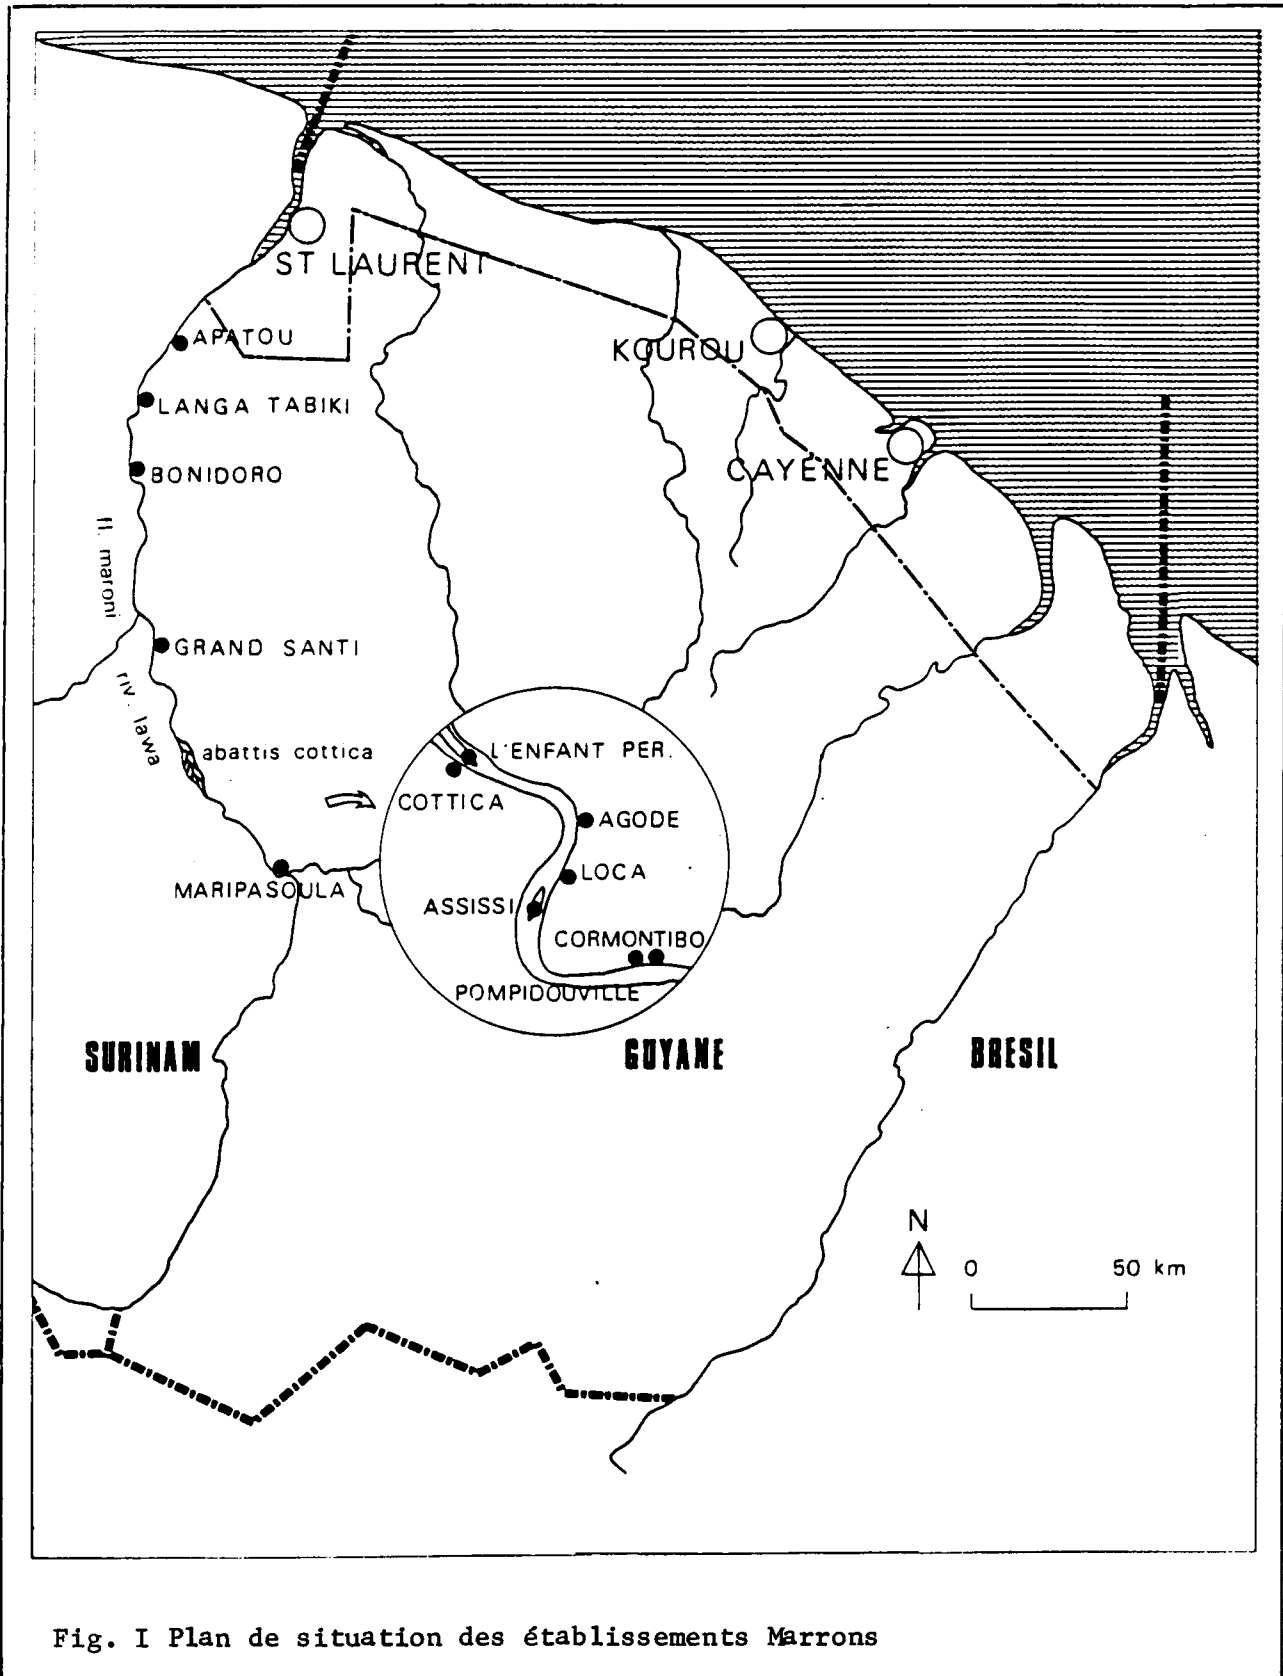 ST LAURENT
APATOU
KOUROU
LANGA TABIKI
CAYENNE
BONIDORO
fl. maroni
GRAND SANTI
riv. lawa
abattis cottica
L'ENFANT PER.
COTTICA
AGODE
LOCA
MARIPASOULA
ASSISSI
CORMONTIBO
POMPIDOUVILLE
SURINAM
GUYANE
BRESIL
N
0 50 km
Fig. I Plan de situation des établissements Marrons